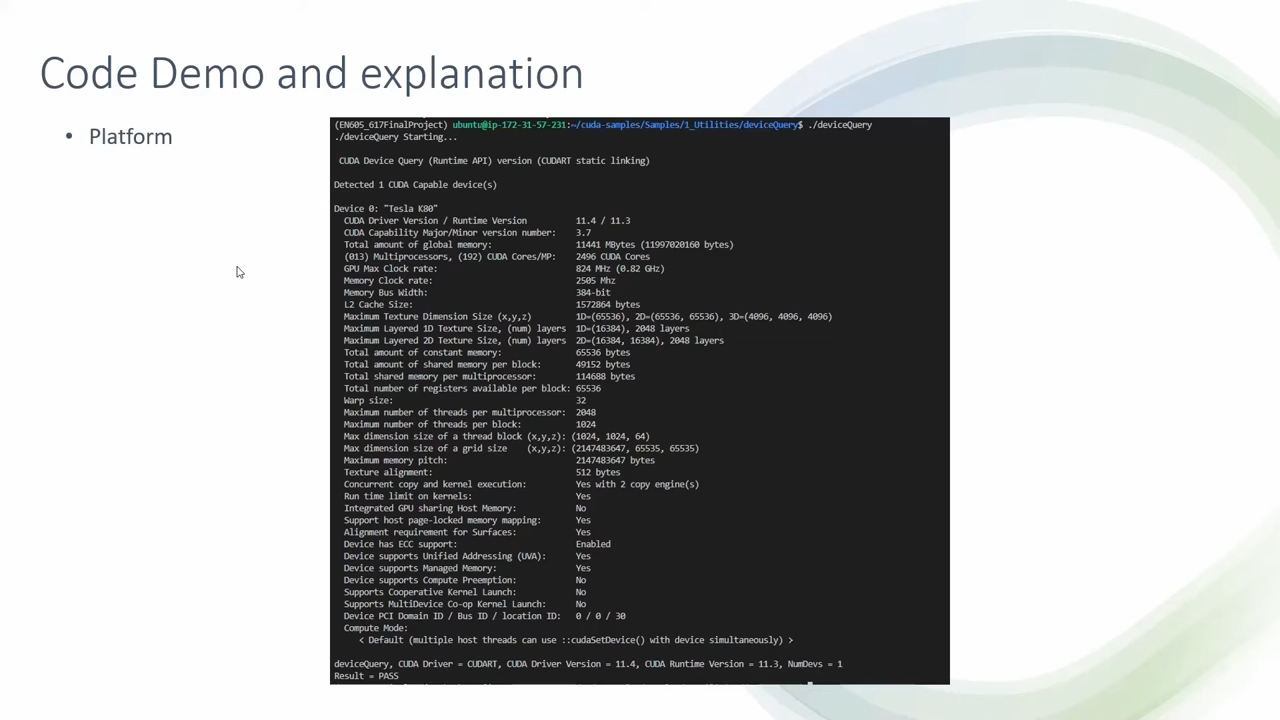 Code Demo and explanation
• Platform
(EN605_617FinalProject) ubuntu@ip-172-31-57-231:~/cuda-samples/Samples/1_Utilities/deviceQuery$ ./deviceQuery
./deviceQuery Starting...
CUDA Device Query (Runtime API) version (CUDART static linking)
Detected 1 CUDA Capable device(s)
Device 0: "Tesla K80"
CUDA Driver Version / Runtime Version 11.4 / 11.3
CUDA Capability Major/Minor version number: 3.7
Total amount of global memory: 11441 MBytes (11997020160 bytes)
(013) Multiprocessors, (192) CUDA Cores/MP: 2496 CUDA Cores
GPU Max Clock rate: 824 MHz (0.82 GHz)
Memory Clock rate: 2505 Mhz
Memory Bus Width: 384-bit
L2 Cache Size: 1572864 bytes
Maximum Texture Dimension Size (x,y,z) 1D=(65536), 2D=(65536, 65536), 3D=(4096, 4096, 4096)
Maximum Layered 1D Texture Size, (num) layers 1D=(16384), 2048 layers
Maximum Layered 2D Texture Size, (num) layers 2D=(16384, 16384), 2048 layers
Total amount of constant memory: 65536 bytes
Total amount of shared memory per block: 49152 bytes
Total shared memory per multiprocessor: 114688 bytes
Total number of registers available per block: 65536
Warp size: 32
Maximum number of threads per multiprocessor: 2048
Maximum number of threads per block: 1024
Max dimension size of a thread block (x,y,z): (1024, 1024, 64)
Max dimension size of a grid size (x,y,z): (2147483647, 65535, 65535)
Maximum memory pitch: 2147483647 bytes
Texture alignment: 512 bytes
Concurrent copy and kernel execution: Yes with 2 copy engine(s)
Run time limit on kernels: Yes
Integrated GPU sharing Host Memory: No
Support host page-locked memory mapping: Yes
Alignment requirement for Surfaces: Yes
Device has ECC support: Enabled
Device supports Unified Addressing (UVA): Yes
Device supports Managed Memory: Yes
Device supports Compute Preemption: No
Supports Cooperative Kernel Launch: No
Supports MultiDevice Co-op Kernel Launch: No
Device PCI Domain ID / Bus ID / location ID: 0 / 0 / 30
Compute Mode:
< Default (multiple host threads can use ::cudaSetDevice() with device simultaneously) >
deviceQuery, CUDA Driver = CUDART, CUDA Driver Version = 11.4, CUDA Runtime Version = 11.3, NumDevs = 1
Result = PASS